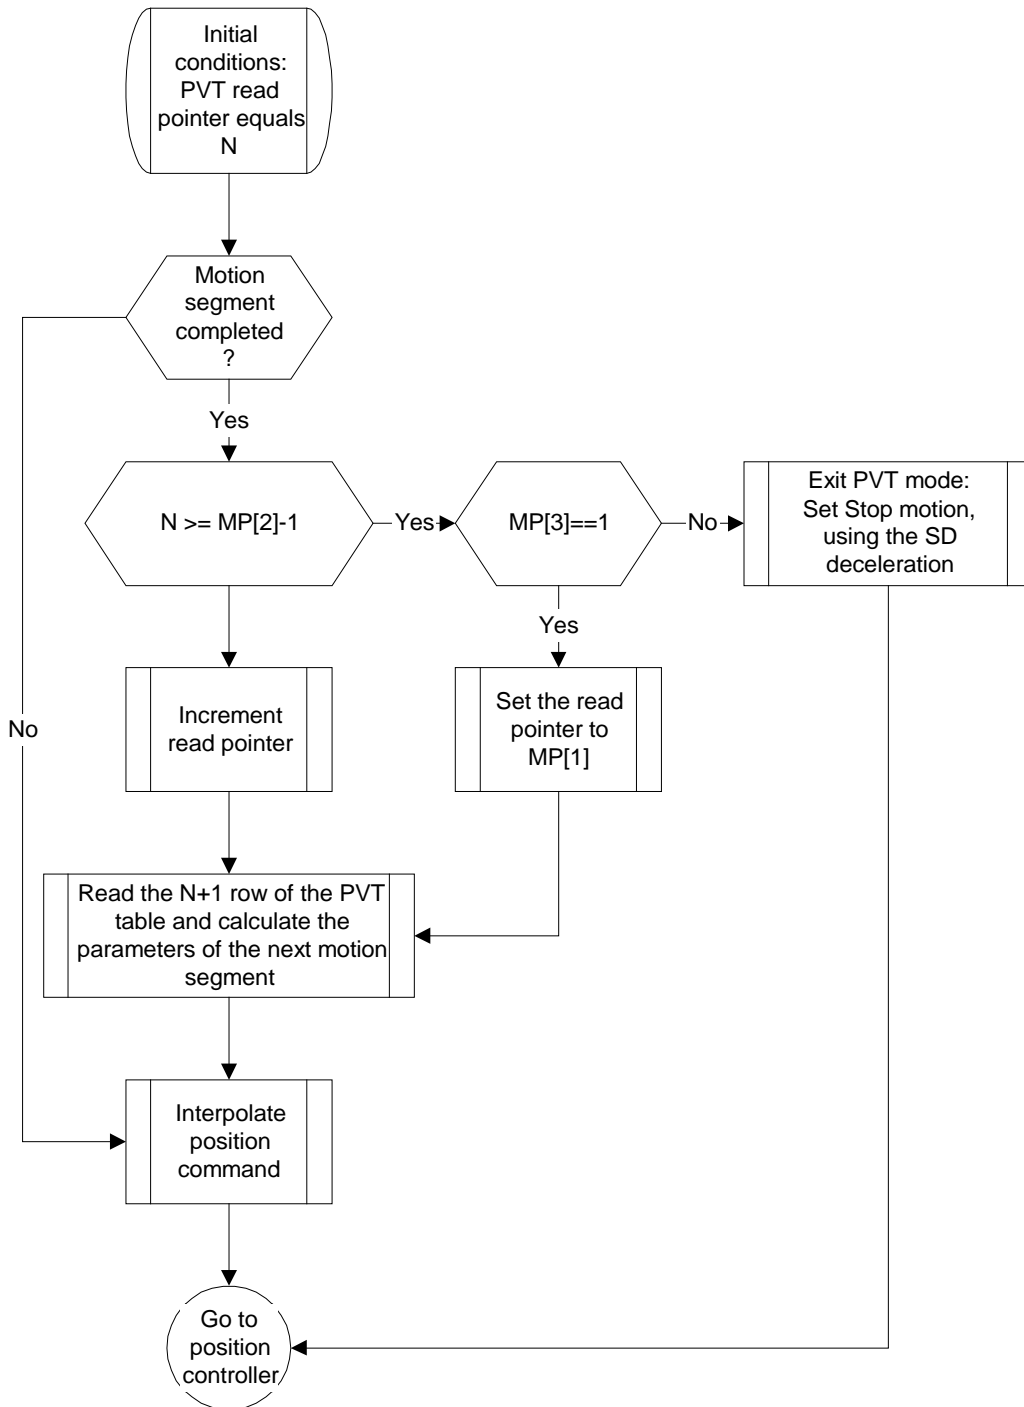 Initial
conditions:
PVT read
pointer equals
N
Motion
segment
completed
?
Yes
N >= MP[2]-1
Yes
MP[3]==1
No
Exit PVT mode:
Set Stop motion,
using the SD
deceleration
Yes
No
Increment
read pointer
Set the read
pointer to
MP[1]
Read the N+1 row of the PVT
table and calculate the
parameters of the next motion
segment
Interpolate
position
command
Go to
position
controller